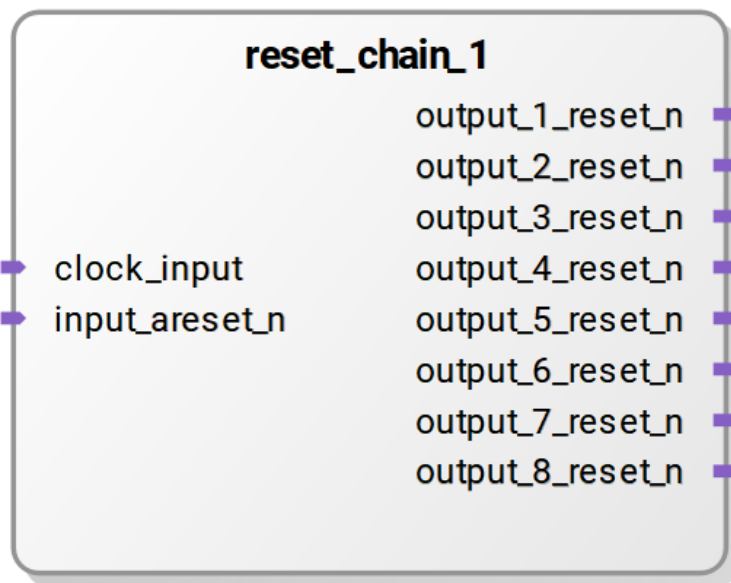 reset_chain_1
output_1_reset_n
output_2_reset_n
output_3_reset_n
clock_input output_4_reset_n
input_areset_n output_5_reset_n
output_6_reset_n
output_7_reset_n
output_8_reset_n